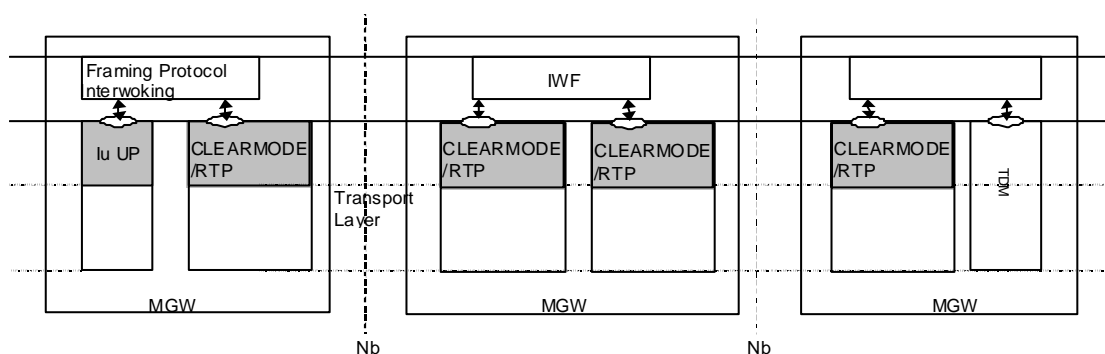 Framing Protocol
nterwoking
IWF
Iu UP
CLEARMODE
/RTP
CLEARMODE
/RTP
CLEARMODE
/RTP
CLEARMODE
/RTP
TDM
Transport
Layer
MGW
MGW
MGW
Nb
Nb